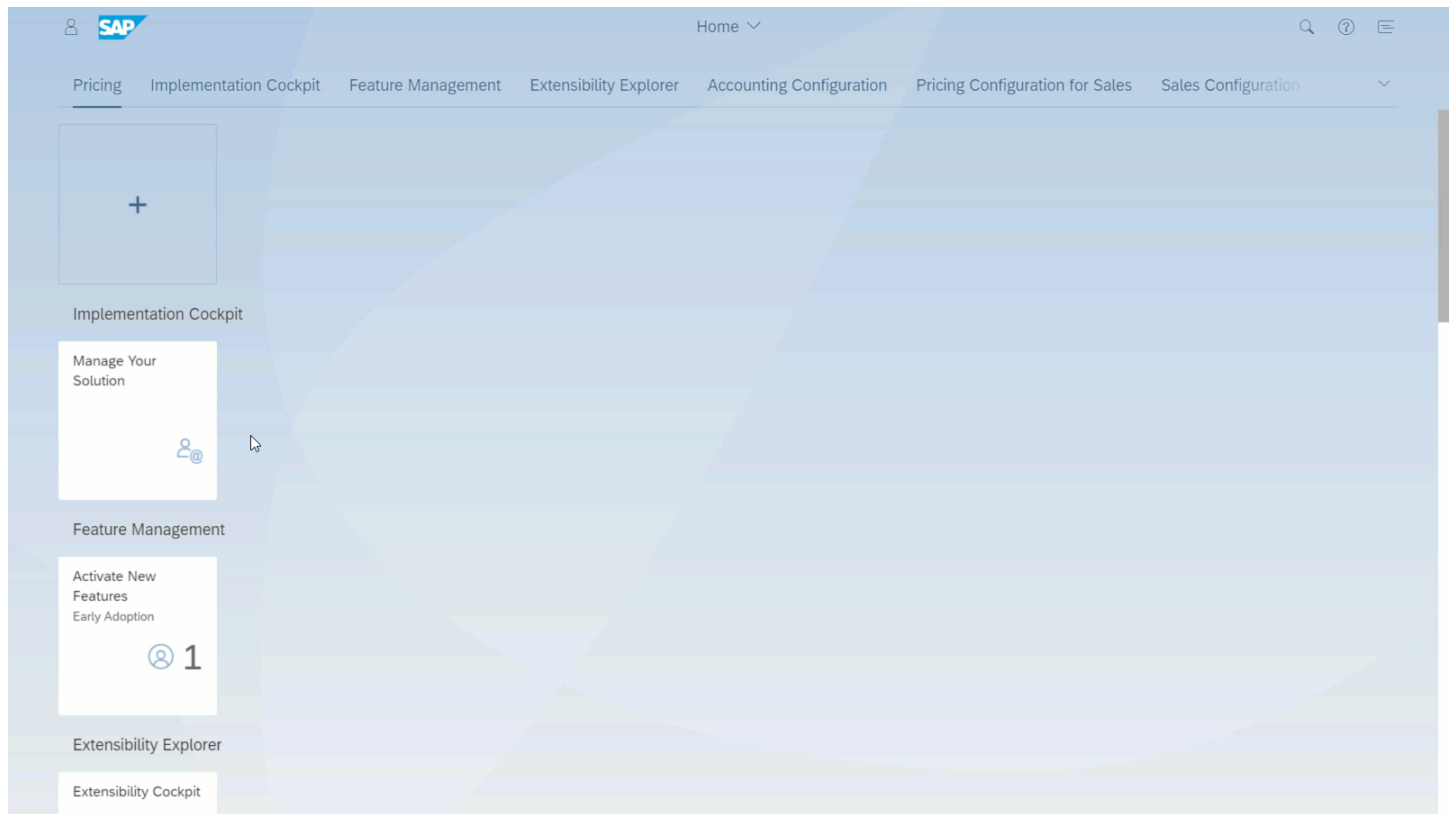 SAP
Home
Pricing Implementation Cockpit Feature Management Extensibility Explorer Accounting Configuration Pricing Configuration for Sales Sales Configuration
+
Implementation Cockpit
Manage Your
Solution
@
Feature Management
Activate New
Features
Early Adoption
1
Extensibility Explorer
Extensibility Cockpit